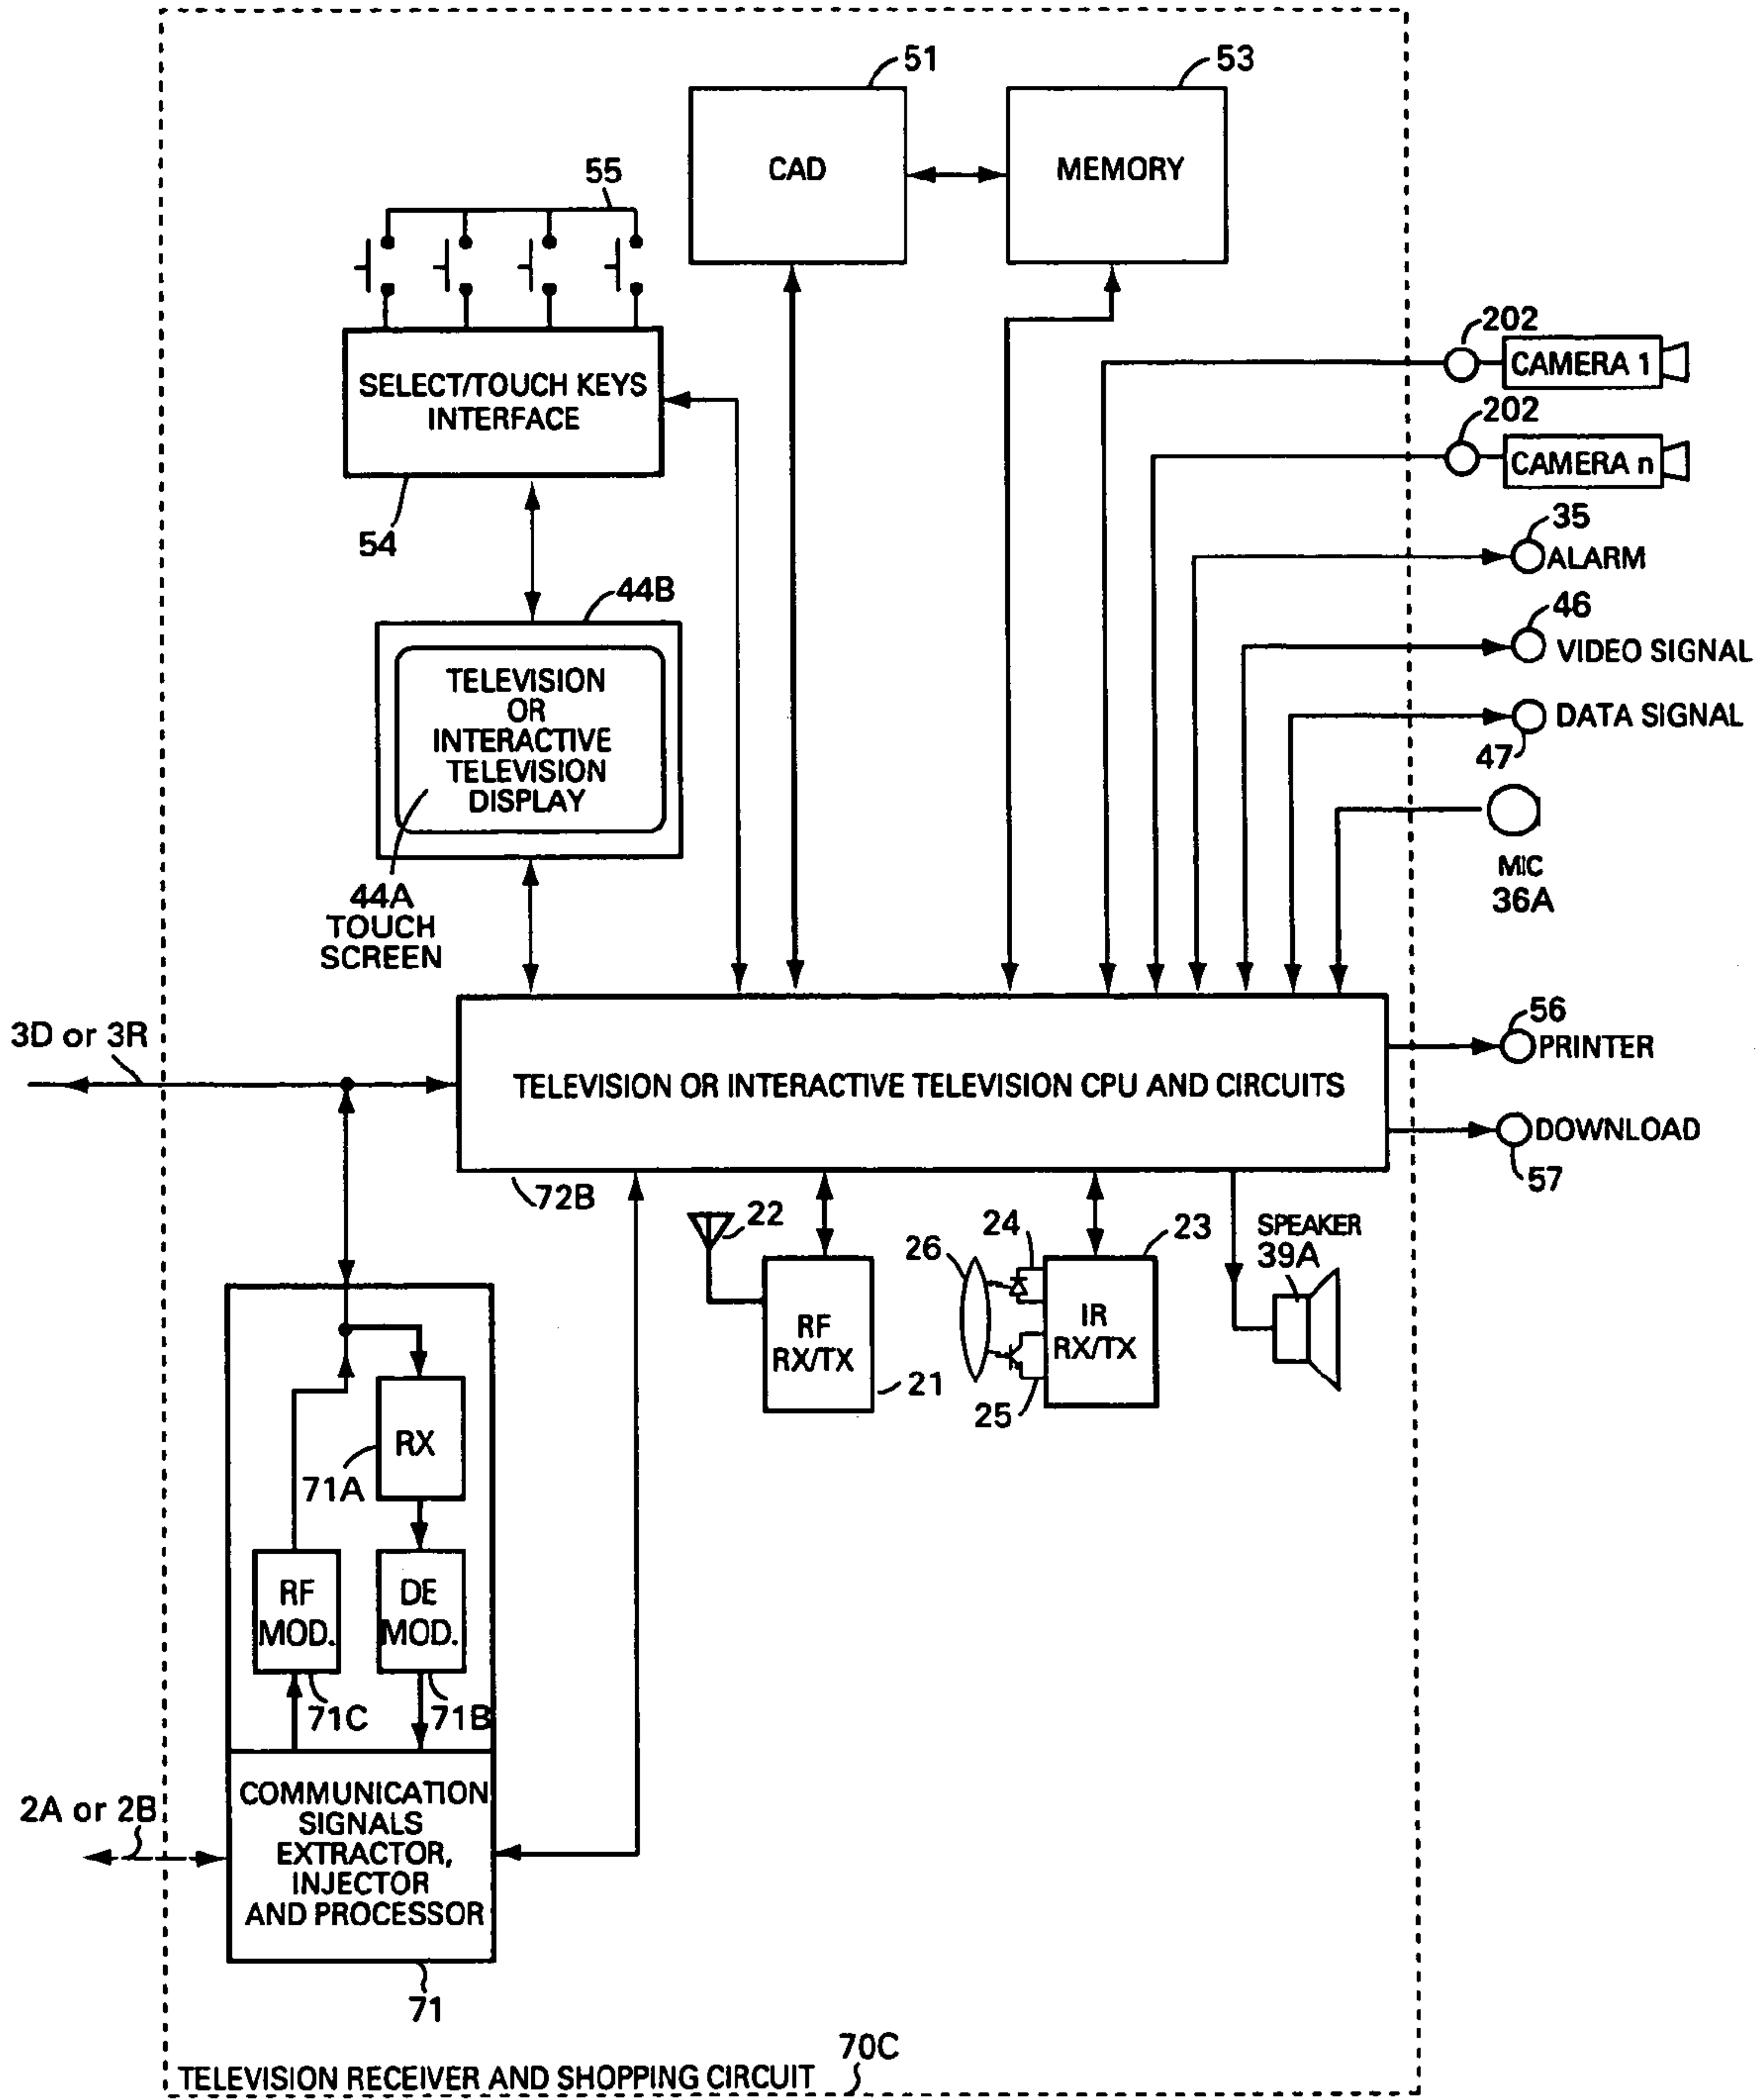 51
53
CAD
MEMORY
55
202
CAMERA 1
SELECT/TOUCH KEYS
INTERFACE
202
CAMERA n
54
35
ALARM
44B
46
VIDEO SIGNAL
TELEVISION
OR
INTERACTIVE
TELEVISION
DISPLAY
DATA SIGNAL
47
44A
TOUCH
SCREEN
MIC
36A
3D or 3R
56
PRINTER
TELEVISION OR INTERACTIVE TELEVISION CPU AND CIRCUITS
DOWNLOAD
57
72B
22
24
23
SPEAKER
39A
26
RF
RX/TX
IR
RX/TX
21
25
RX
71A
RF
MOD.
DE
MOD.
71C
71B
COMMUNICATION
SIGNALS
EXTRACTOR,
INJECTOR
AND PROCESSOR
2A or 2B
71
70C
TELEVISION RECEIVER AND SHOPPING CIRCUIT